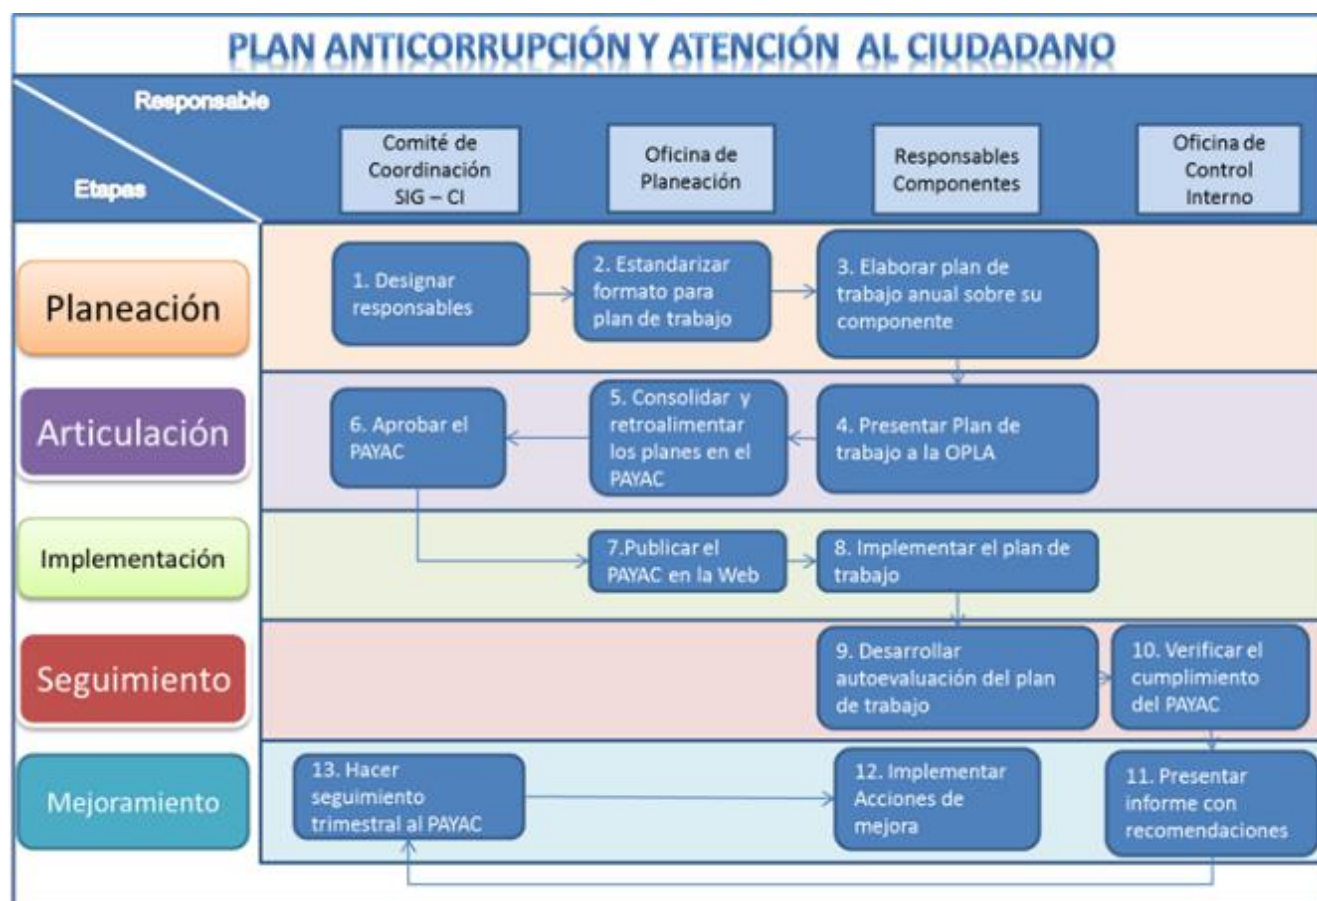 PLAN ANTICORRUPCIÓN Y ATENCIÓN AL CIUDADANO
Responsable
Etapas
Comité de
Coordinación
SIG – CI
Oficina de
Planeación
Responsables
Componentes
Oficina de
Control
Interno
Planeación
1. Designar
responsables
2. Estandarizar
formato para
plan de trabajo
3. Elaborar plan de
trabajo anual sobre su
componente
Articulación
6. Aprobar el
PAYAC
5. Consolidar y
retroalimentar
los planes en el
PAYAC
4. Presentar Plan de
trabajo a la OPLA
Implementación
7.Publicar el
PAYAC en la Web
8. Implementar el plan de
trabajo
Seguimiento
9. Desarrollar
autoevaluación del plan
de trabajo
10. Verificar el
cumplimiento
del PAYAC
Mejoramiento
13. Hacer
seguimiento
trimestral al PAYAC
12. Implementar
Acciones de
mejora
11. Presentar
informe con
recomendaciones